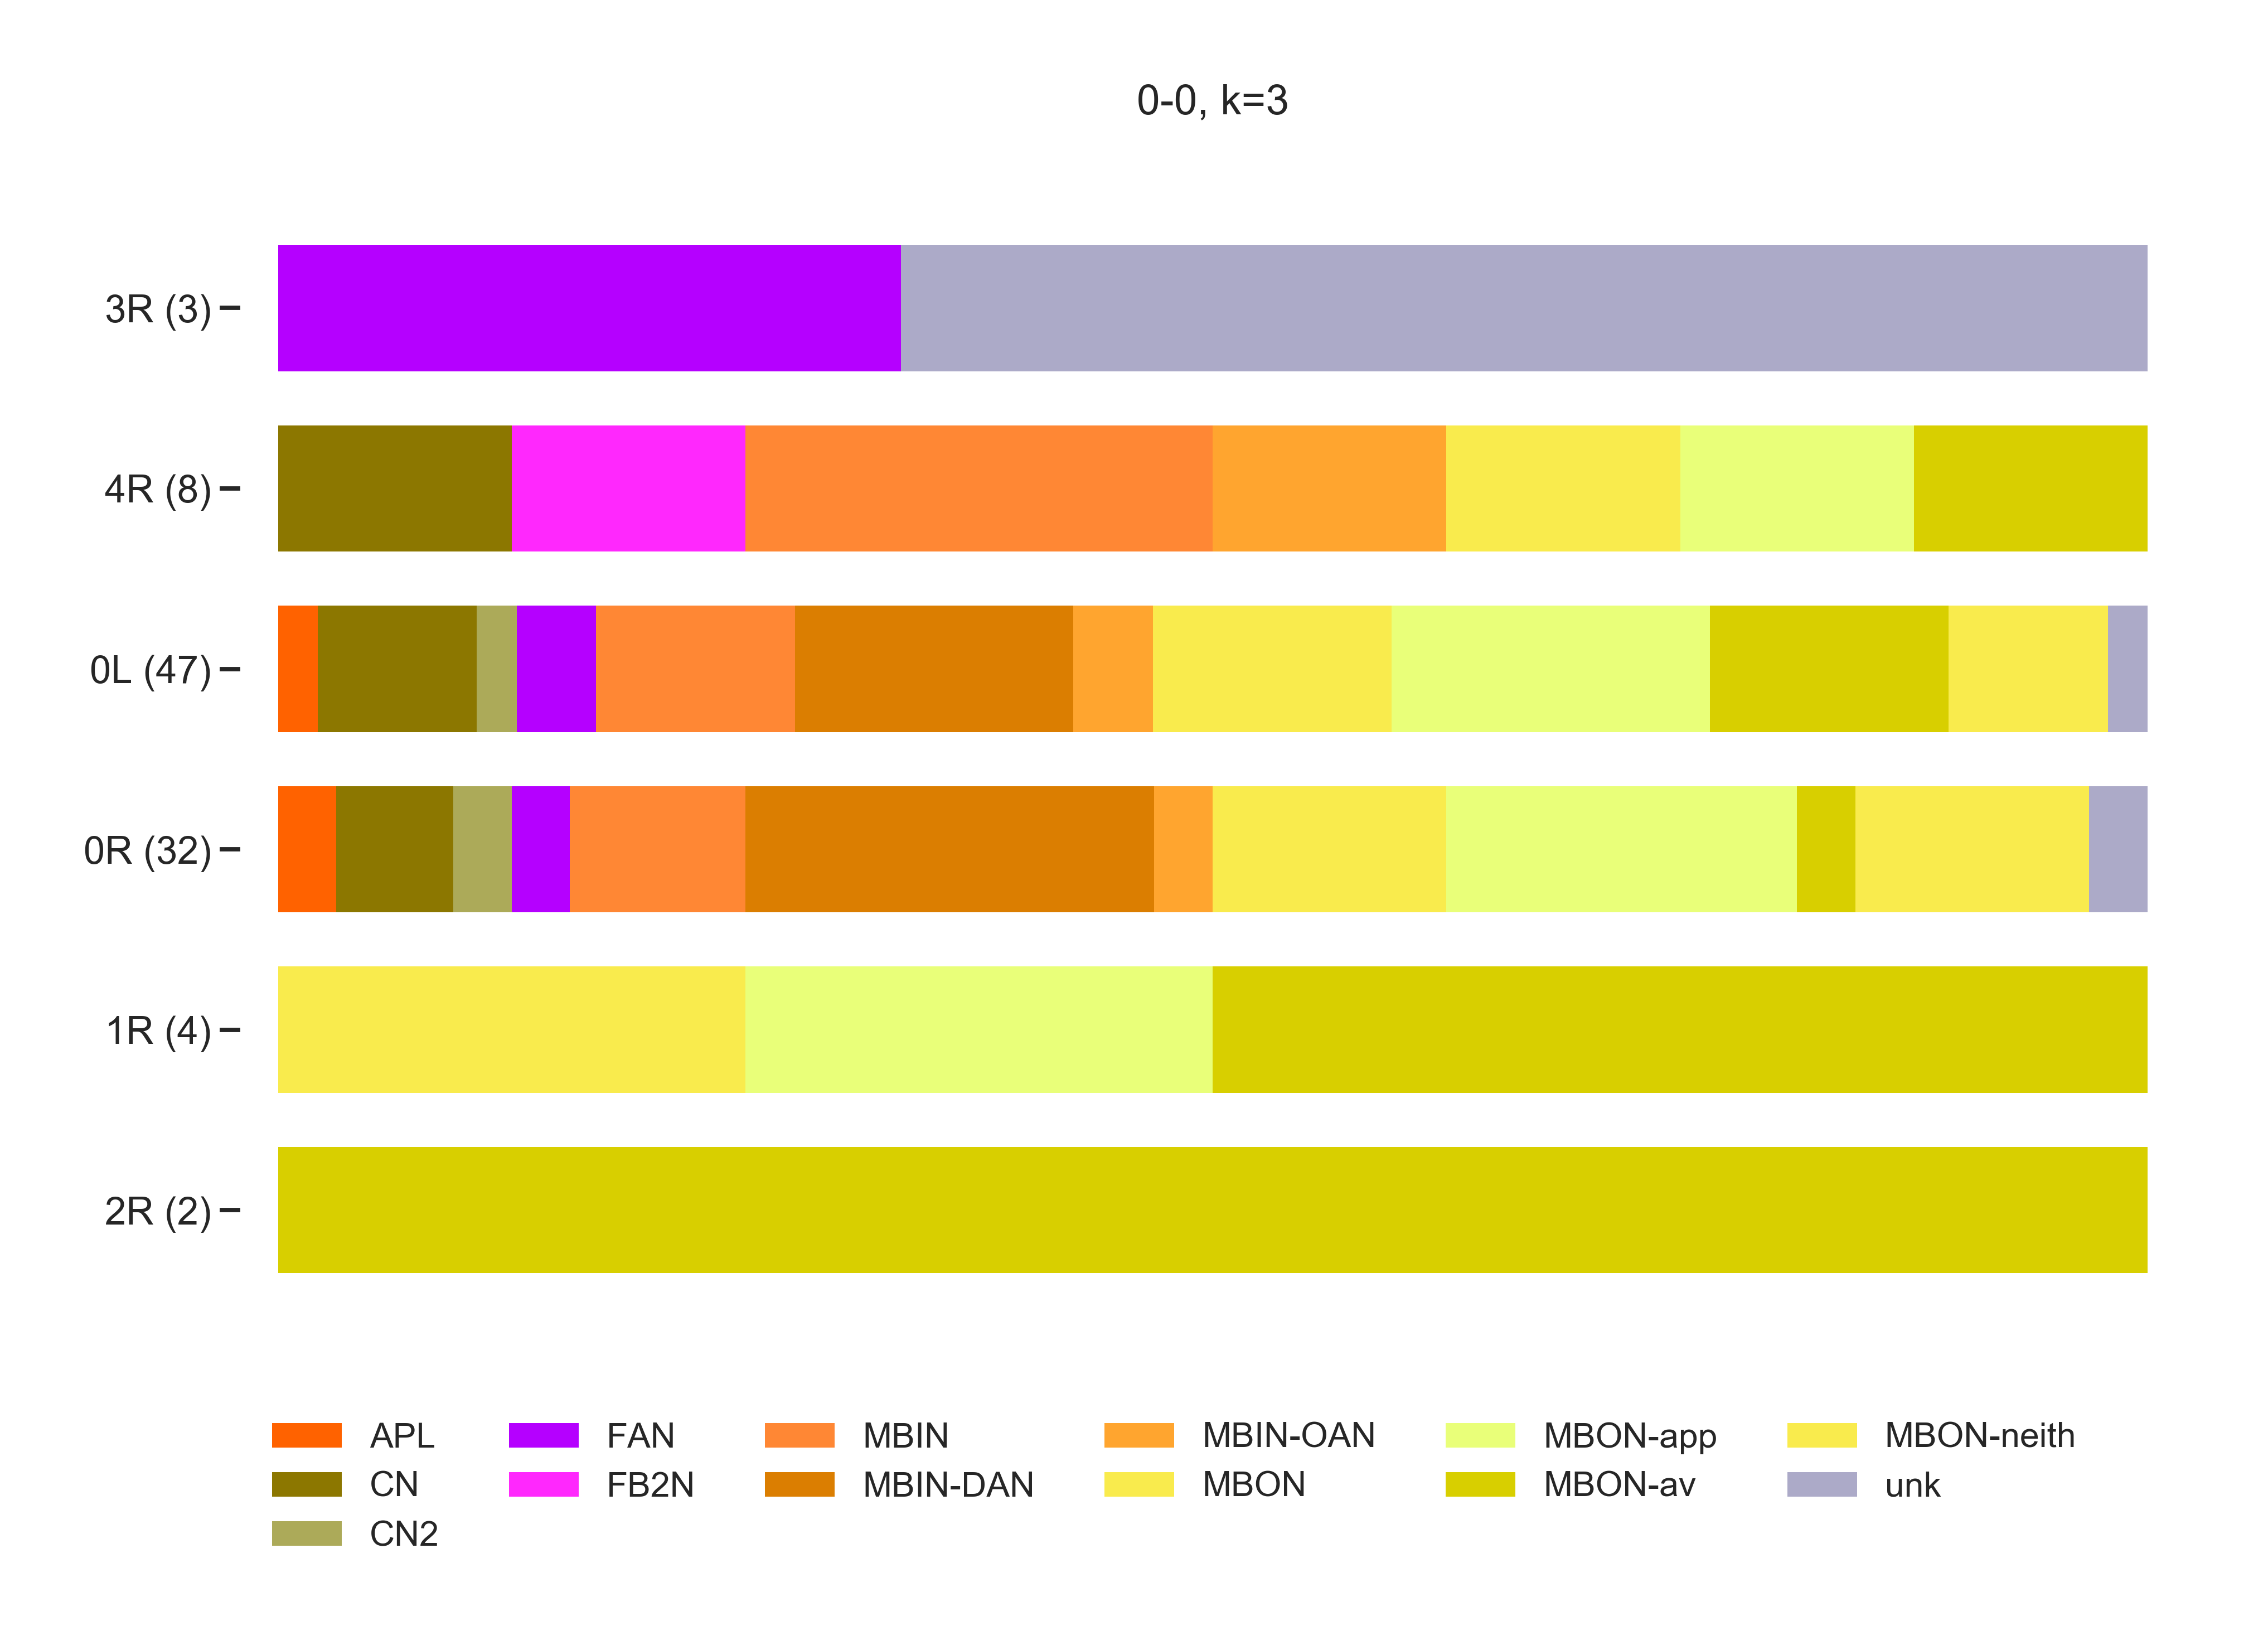 0-0, k=3
3R (3)
4R (8)
0L (47)
0R (32)
1R (4)
2R (2)
APL FAN MBIN MBIN-OAN MBON-app MBON-neith
CN FB2N MBIN-DAN MBON MBON-av unk
CN2